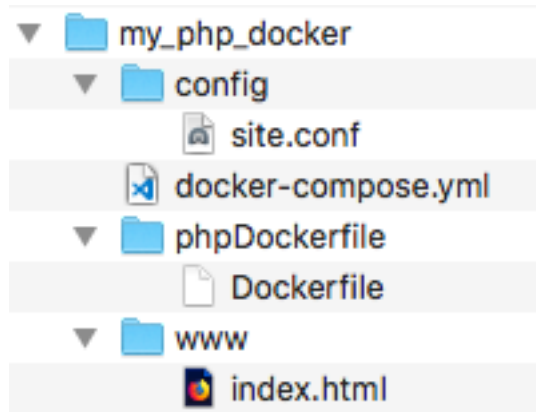 my_php_docker
config
site.conf
docker-compose.yml
phpDockerfile
Dockerfile
www
index.html